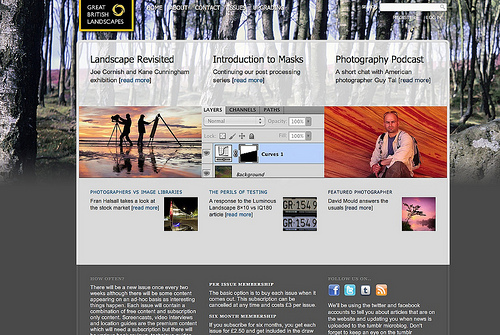 GREAT
BRITISH
LANDSCAPES
HOME ABOUT CONTACT ISSUES
REGISTER LOG IN
Landscape Revisited
Joe Cornish and Kane Cunningham
exhibition [read more]
Introduction to Masks
Continuing our post processing
series [read more]
Photography Podcast
A short chat with American
photographer Guy Tal [read more]
LAYERS CHANNELS PATHS
Normal Opacity: 100%
Lock: Fill: 100%
Curves 1
Background
PHOTOGRAPHERS VS IMAGE LIBRARIES
Fran Halsall takes a look at
the stock market [read more]
THE PERILS OF TESTING
A response to the Luminous
Landscape 8×10 vs IQ180
article [read more]
GR:1549
GR:1549
FEATURED PHOTOGRAPHER
David Mould answers the
usuals [read more]
HOW OFTEN?
There will be a new issue once every two
weeks although there will be some content
appearing on an ad-hoc basis as interesting
things happen. Each issue will contain a
combination of free content and subscription
only content. Screencasts, video interviews
and location guides are the premium content
which will need a subscription but there will
PER ISSUE MEMBERSHIP
The basic option is to buy each issue when it
comes out. This subscription can be
cancelled at any time and costs £3 per issue.
SIX MONTH MEMBERSHIP
If you subscribe for six months, you get each
issue for £2.50 and get included in the draw
FOLLOW US ON..
We'll be using the twitter and facebook
accounts to tell you about articles that are on
the website and updating you when news is
uploaded to the tumblr microblog. Don't
forget to keep an eye on the tumblr